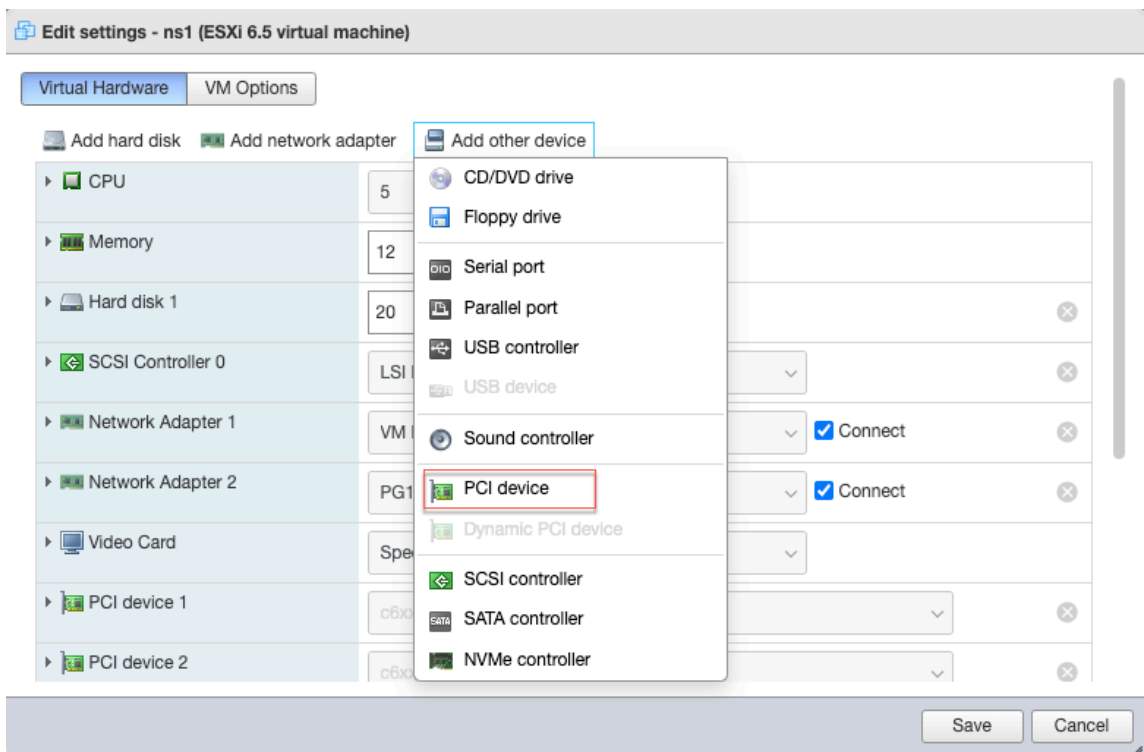 Edit settings - ns1 (ESXi 6.5 virtual machine)
Virtual Hardware VM Options
Add hard disk Add network adapter Add other device
CPU 5
Memory 12
Hard disk 1 20
SCSI Controller 0 LSI
Network Adapter 1 VM Connect
Network Adapter 2 PG1 Connect
Video Card Spe
PCI device 1 c6x
PCI device 2 c6x
CD/DVD drive
Floppy drive
Serial port
Parallel port
USB controller
USB device
Sound controller
PCI device
Dynamic PCI device
SCSI controller
SATA controller
NVMe controller
Save Cancel